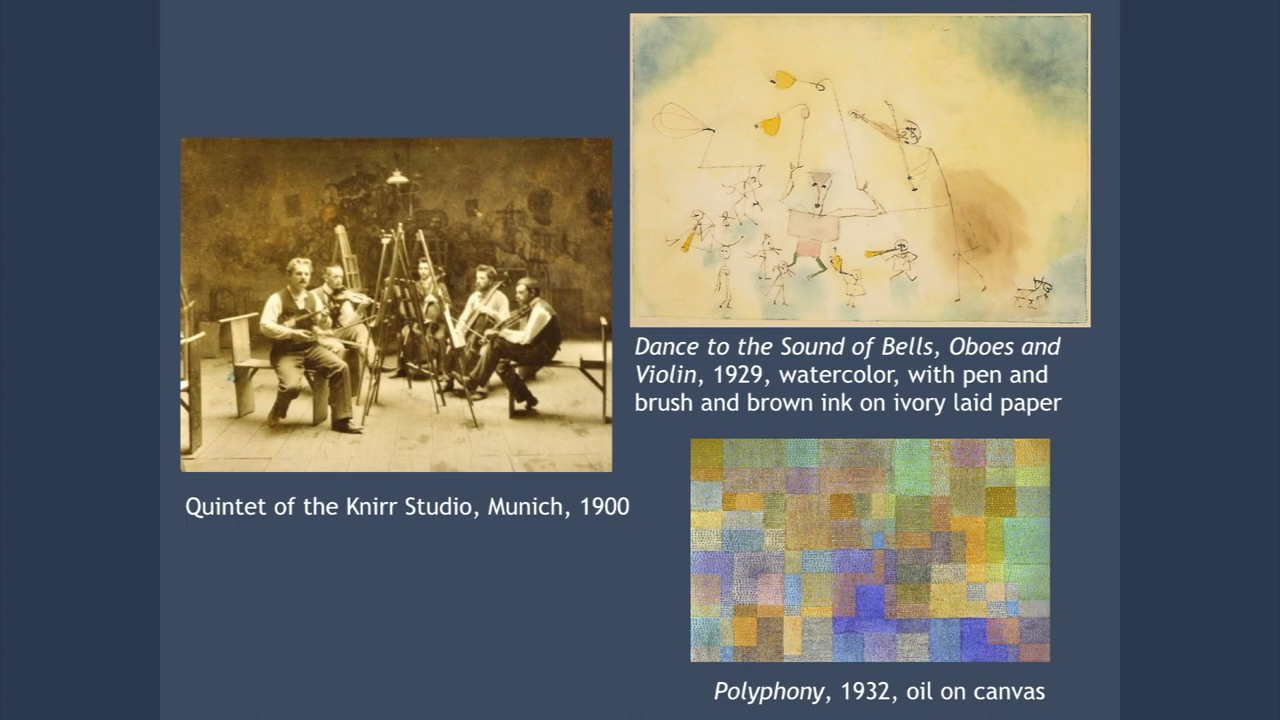 Quintet of the Knirr Studio, Munich, 1900
Dance to the Sound of Bells, Oboes and
Violin, 1929, watercolor, with pen and
brush and brown ink on ivory laid paper
Polyphony, 1932, oil on canvas